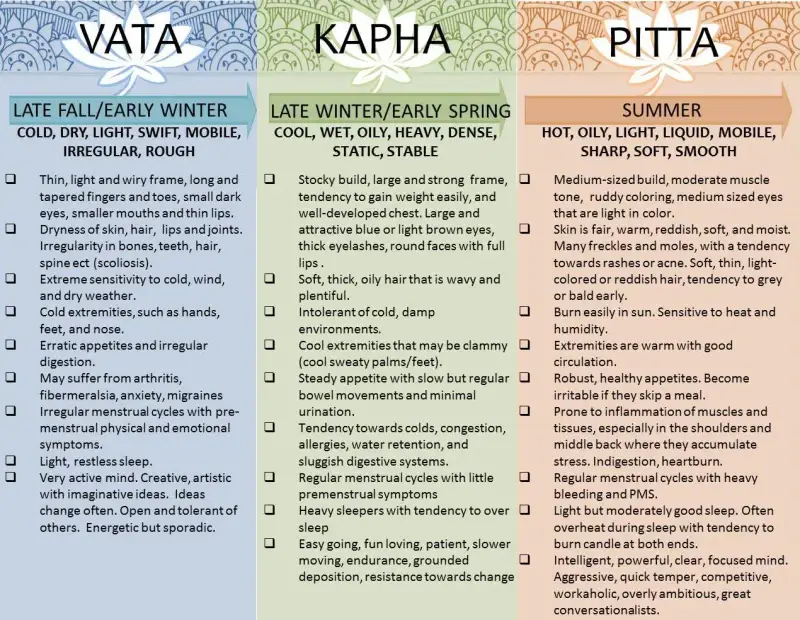 VATA
LATE FALL/EARLY WINTER
COLD, DRY, LIGHT, SWIFT, MOBILE,
IRREGULAR, ROUGH
Thin, light and wiry frame, long and
tapered fingers and toes, small dark
eyes, smaller mouths and thin lips.
Dryness of skin, hair, lips and joints.
Irregularity in bones, teeth, hair,
spine ect (scoliosis).
Extreme sensitivity to cold, wind,
and dry weather.
Cold extremities, such as hands,
feet, and nose.
Erratic appetites and irregular
digestion.
May suffer from arthritis,
fibermeralsia, anxiety, migraines
Irregular menstrual cycles with pre-
menstrual physical and emotional
symptoms.
Light, restless sleep.
Very active mind. Creative, artistic
with imaginative ideas. Ideas
change often. Open and tolerant of
others. Energetic but sporadic.
KAPHA
LATE WINTER/EARLY SPRING
COOL, WET, OILY, HEAVY, DENSE,
STATIC, STABLE
Stocky build, large and strong frame,
tendency to gain weight easily, and
well-developed chest. Large and
attractive blue or light brown eyes,
thick eyelashes, round faces with full
lips .
Soft, thick, oily hair that is wavy and
plentiful.
Intolerant of cold, damp
environments.
Cool extremities that may be clammy
(cool sweaty palms/feet).
Steady appetite with slow but regular
bowel movements and minimal
urination.
Tendency towards colds, congestion,
allergies, water retention, and
sluggish digestive systems.
Regular menstrual cycles with little
premenstrual symptoms
Heavy sleepers with tendency to over
sleep
Easy going, fun loving, patient, slower
moving, endurance, grounded
deposition, resistance towards change
PITTA
SUMMER
HOT, OILY, LIGHT, LIQUID, MOBILE,
SHARP, SOFT, SMOOTH
Medium-sized build, moderate muscle
tone, ruddy coloring, medium sized eyes
that are light in color.
Skin is fair, warm, reddish, soft, and moist.
Many freckles and moles, with a tendency
towards rashes or acne. Soft, thin, light-
colored or reddish hair, tendency to grey
or bald early.
Burn easily in sun. Sensitive to heat and
humidity.
Extremities are warm with good
circulation.
Robust, healthy appetites. Become
irritable if they skip a meal.
Prone to inflammation of muscles and
tissues, especially in the shoulders and
middle back where they accumulate
stress. Indigestion, heartburn.
Regular menstrual cycles with heavy
bleeding and PMS.
Light but moderately good sleep. Often
overheat during sleep with tendency to
burn candle at both ends.
Intelligent, powerful, clear, focused mind.
Aggressive, quick temper, competitive,
workaholic, overly ambitious, great
conversationalists.